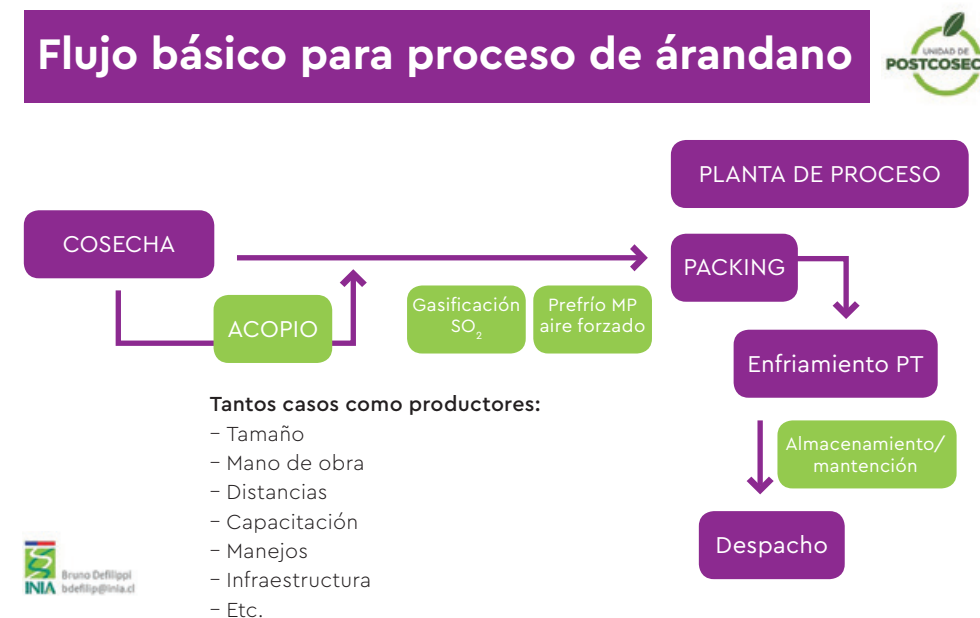 Flujo básico para proceso de árandano
UNIDAD DE
POSTCOSEC
PLANTA DE PROCESO
COSECHA
PACKING
ACOPIO
Gasificación
SO₂
Prefrío MP
aire forzado
Enfriamiento PT
Tantos casos como productores:
– Tamaño
– Mano de obra
– Distancias
– Capacitación
– Manejos
– Infraestructura
– Etc.
Almacenamiento/
mantención
Despacho
INIA
Bruno Defilippi
bdefilip@inia.cl